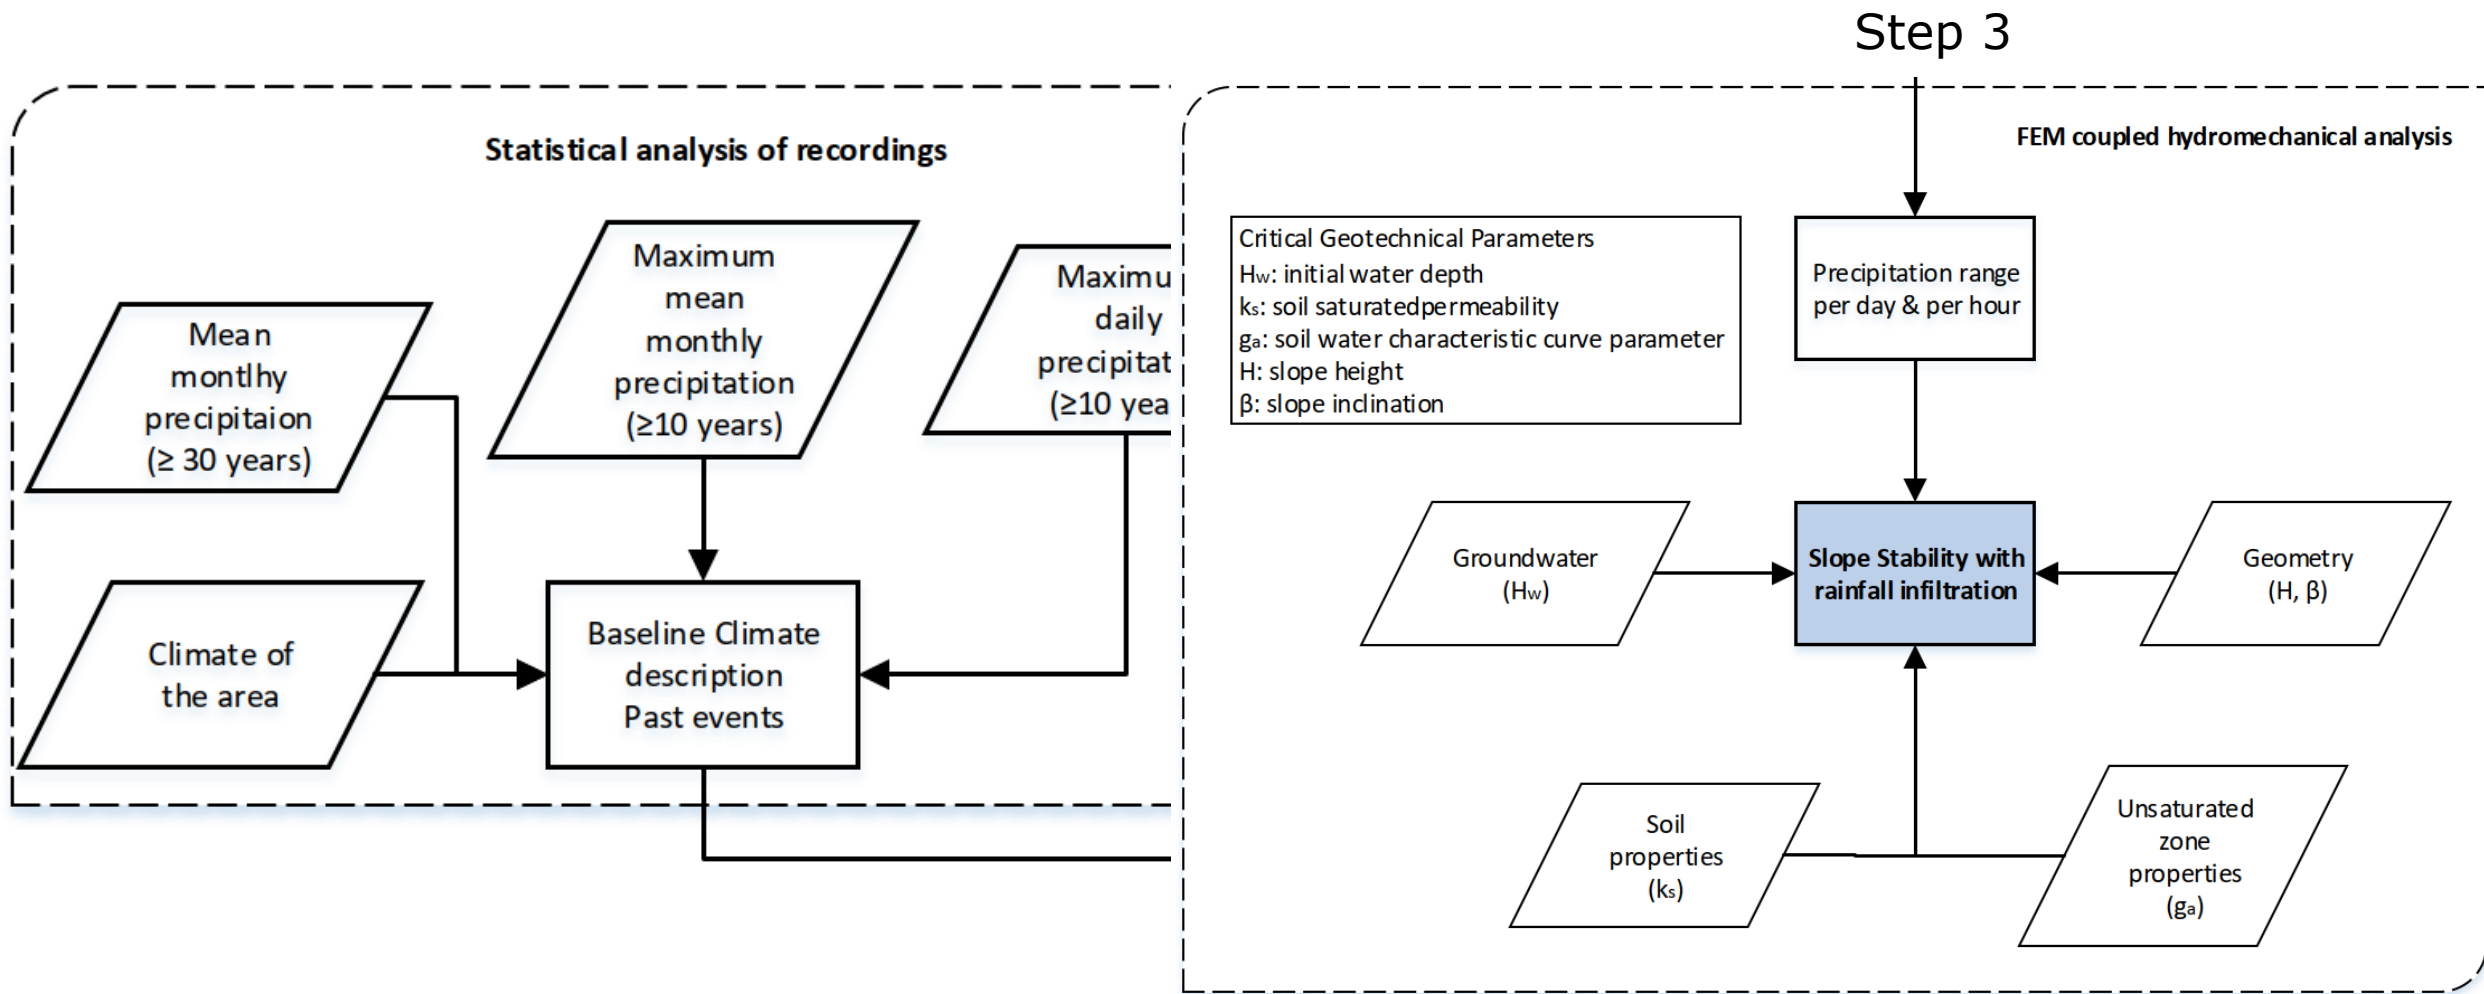 Step 3
Statistical analysis of recordings
Mean
montlhy
precipitaion
(≥ 30 years)
Maximum
mean
monthly
precipitation
(≥10 years)
Maximu
daily
precipitat
(≥10 yea
Climate of
the area
Baseline Climate
description
Past events
FEM coupled hydromechanical analysis
Critical Geotechnical Parameters
Hw: initial water depth
ks: soil saturatedpermeability
ga: soil water characteristic curve parameter
H: slope height
β: slope inclination
Precipitation range
per day & per hour
Groundwater
(Hw)
Slope Stability with
rainfall infiltration
Geometry
(H, β)
Soil
properties
(ks)
Unsaturated
zone
properties
(ga)